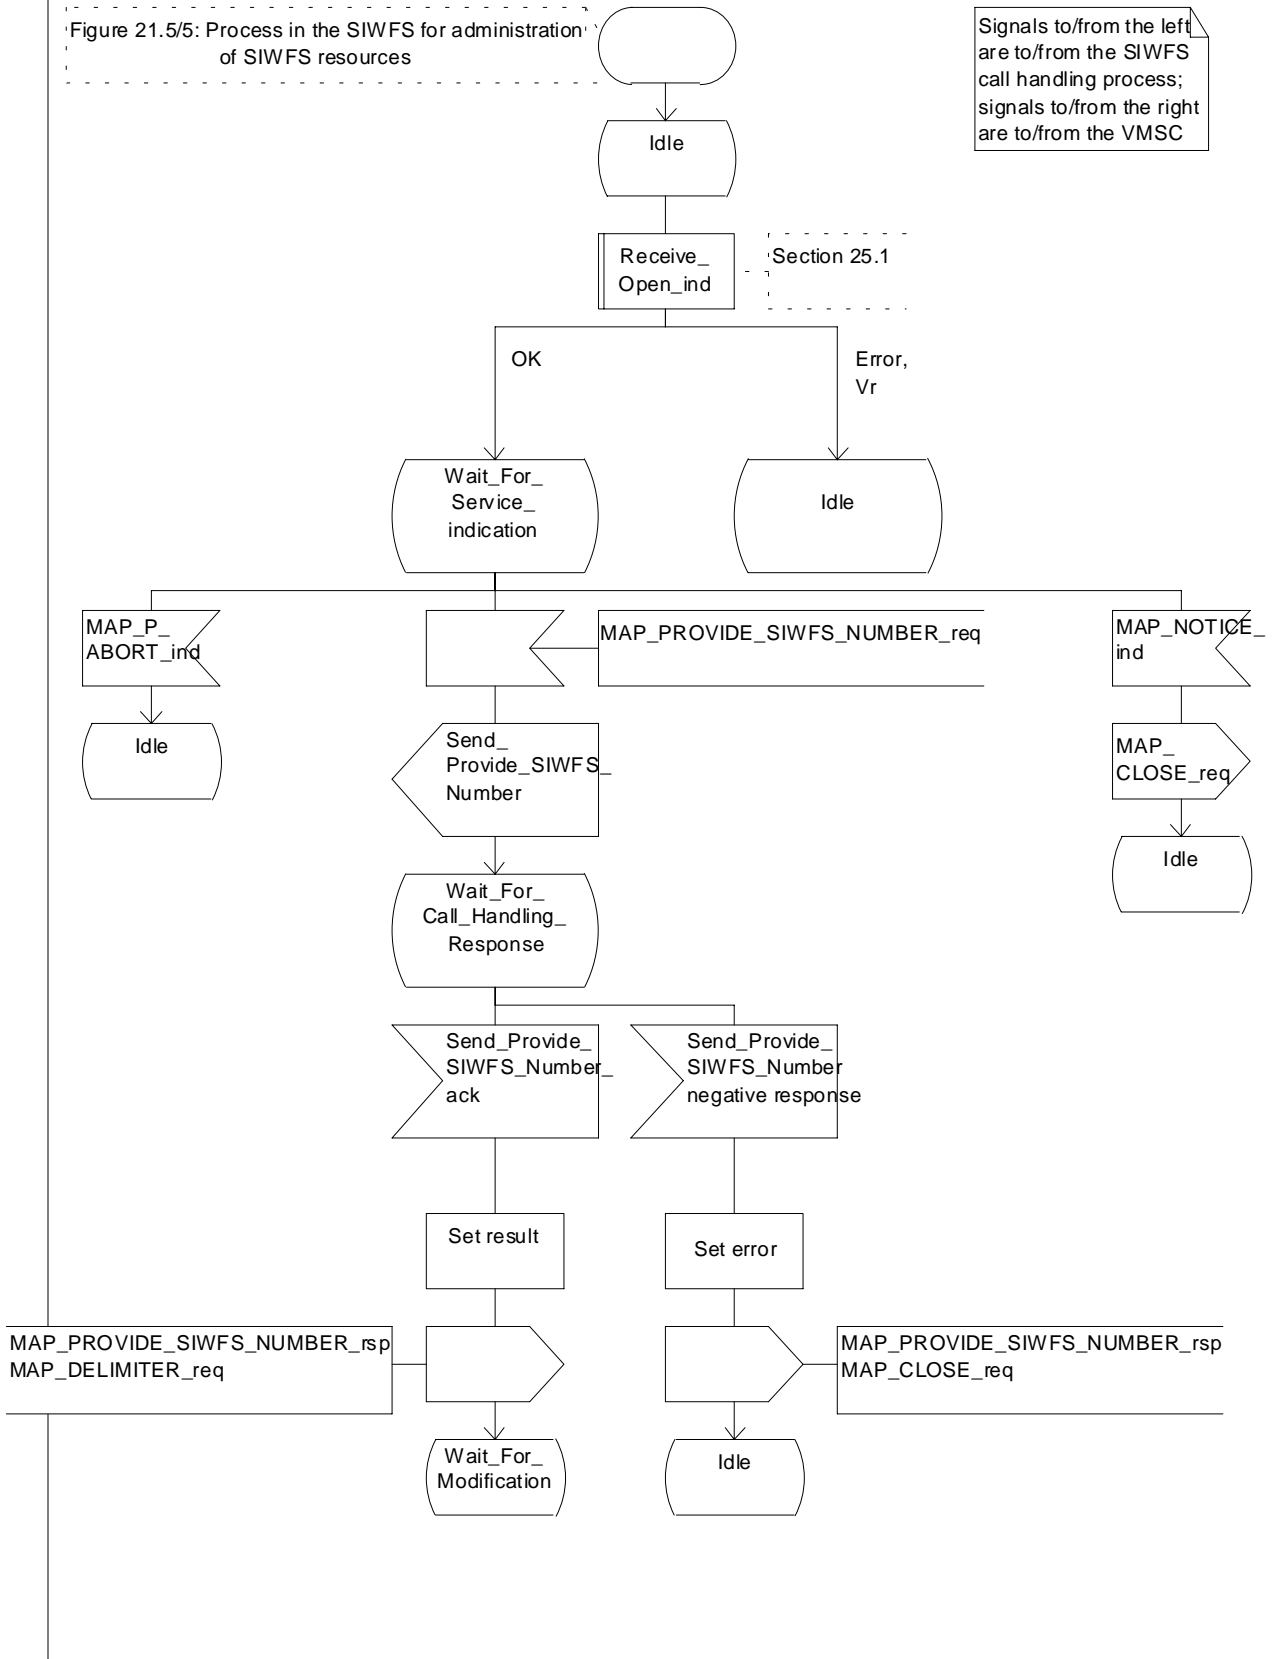 Figure 21.5/5: Process in the SIWFS for administration
of SIWFS resources
Signals to/from the left
are to/from the SIWFS
call handling process;
signals to/from the right
are to/from the VMSC
Idle
Receive_
Open_ind
Section 25.1
OK
Error,
Vr
Wait_For_
Service_
indication
Idle
MAP_P_
ABORT_ind
MAP_PROVIDE_SIWFS_NUMBER_req
MAP_NOTICE_
ind
Idle
Send_
Provide_SIWFS_
Number
MAP_
CLOSE_req
Idle
Wait_For_
Call_Handling_
Response
Send_Provide_
SIWFS_Number_
ack
Send_Provide_
SIWFS_Number
negative response
Set result
Set error
MAP_PROVIDE_SIWFS_NUMBER_rsp
MAP_DELIMITER_req
MAP_PROVIDE_SIWFS_NUMBER_rsp
MAP_CLOSE_req
Wait_For_
Modification
Idle